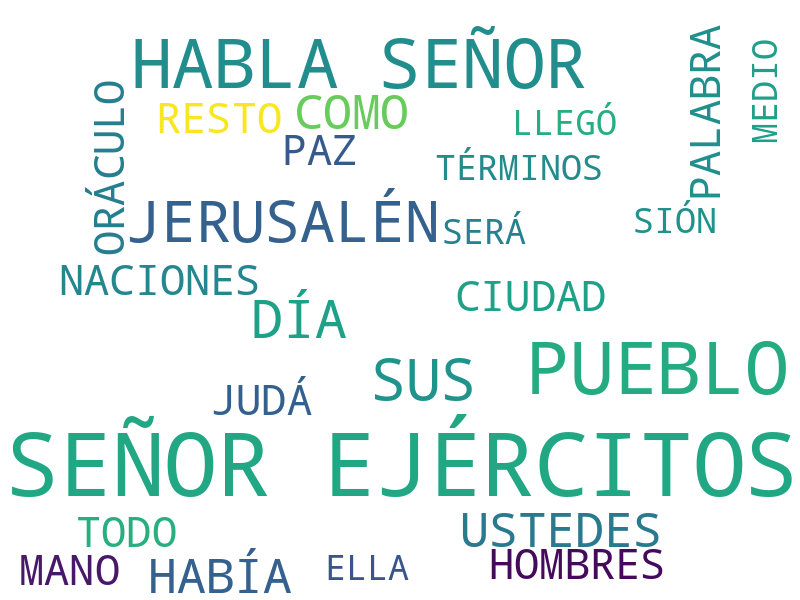 HABLA SEÑOR
PALABRA
MEDIO
ORÁCULO
RESTO
COMO
LLEGÓ
PAZ
TÉRMINOS
JERUSALÉN
SERÁ
SIÓN
NACIONES
DÍA
CIUDAD
PUEBLO
SUS
JUDÁ
SEÑOR EJÉRCITOS
TODO
USTEDES
MANO
HABÍA
ELLA
HOMBRES